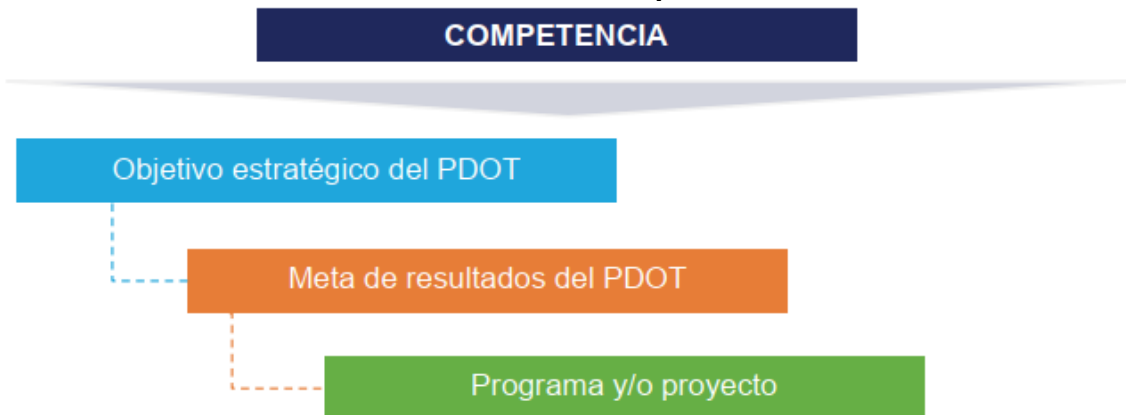 COMPETENCIA
Objetivo estratégico del PDOT
Meta de resultados del PDOT
Programa y/o proyecto